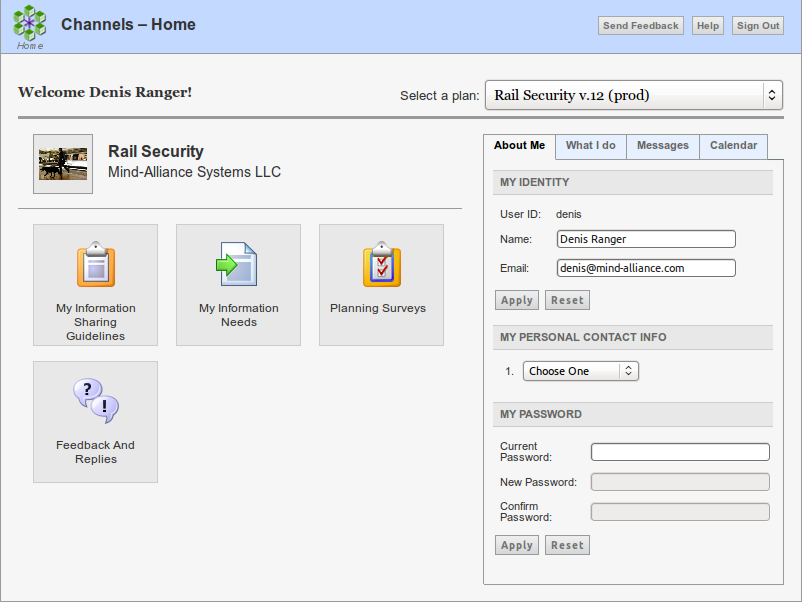 Home
Channels – Home
Send Feedback
Help
Sign Out
Welcome Denis Ranger!
Select a plan:
Rail Security v.12 (prod)
Rail Security
Mind-Alliance Systems LLC
My Information
Sharing
Guidelines
My Information
Needs
Planning Surveys
?
!
Feedback And
Replies
About Me
What I do
Messages
Calendar
MY IDENTITY
User ID: denis
Name: Denis Ranger
Email: denis@mind-alliance.com
Apply Reset
MY PERSONAL CONTACT INFO
1. Choose One
MY PASSWORD
Current
Password:
New Password:
Confirm
Password:
Apply Reset